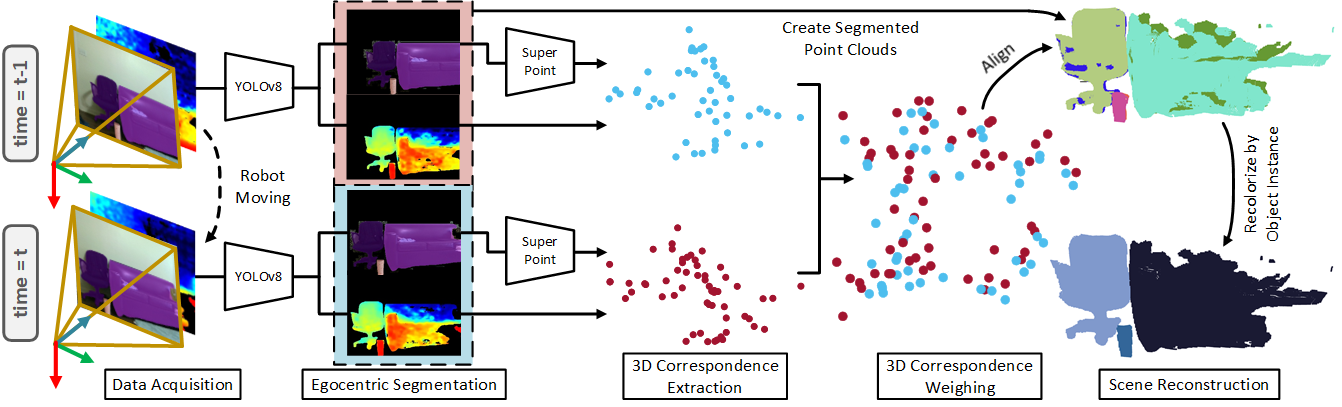 time = t-1
YOLOv8
Super
Point
Create Segmented
Point Clouds
Align
Robot
Moving
Recolorize by
Object Instance
time = t
YOLOv8
Super
Point
Data Acquisition
Egocentric Segmentation
3D Correspondence
Extraction
3D Correspondence
Weighing
Scene Reconstruction